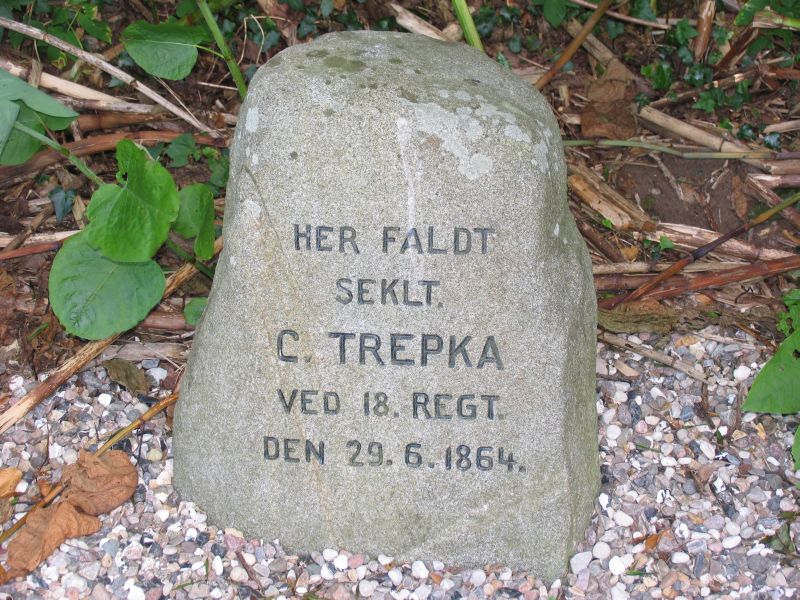 HER FALDT
SEKLT.
C. TREPKA
VED 18. REGT.
DEN 29. 6. 1864.